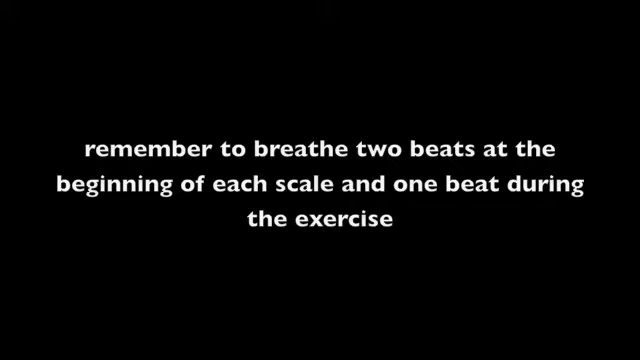 remember to breathe two beats at the
beginning of each scale and one beat during
the exercise